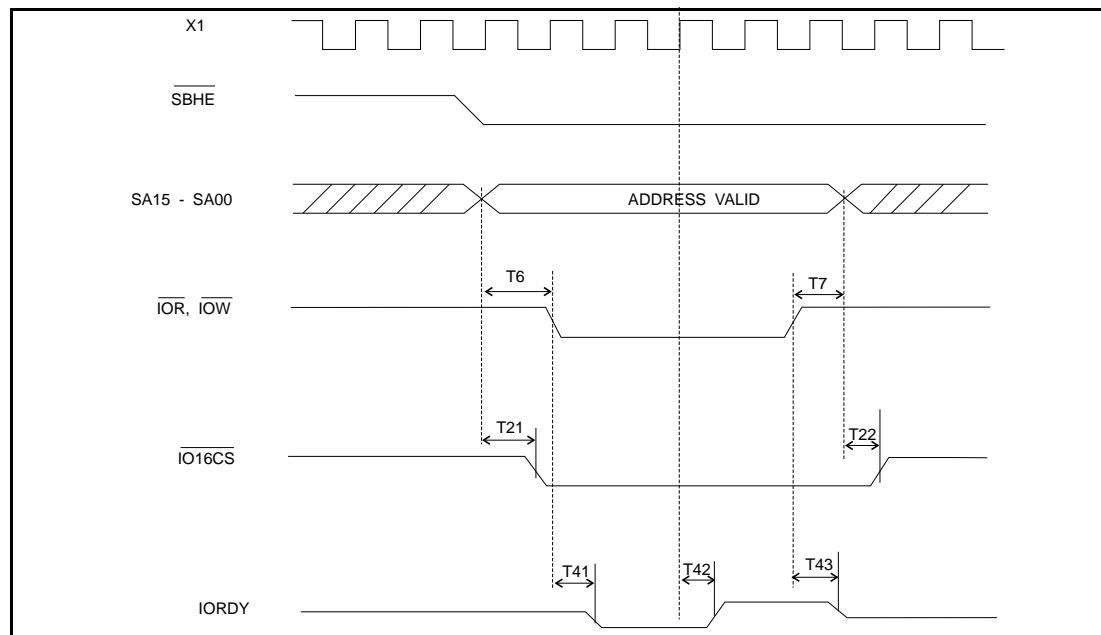 X1
SBHE
SA15 - SA00
ADDRESS VALID
T6
T7
IOR, IOW
T21
T22
IO16CS
T41
T42
T43
IORDY